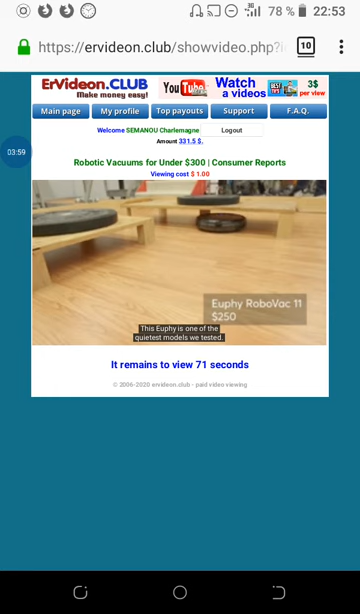 78 % 22:53
https://ervideon.club/showvideo.php?i
10
ErVideon.CLUB
Make money easy!
YouTube
Watch
a videos
BEST
TIPS
3$
per view
Main page
My profile
Top payouts
Support
F.A.Q.
03:59
Welcome SEMANOU Charlemagne
Logout
Amount 331.5 $.
Robotic Vacuums for Under $300 | Consumer Reports
Viewing cost $ 1.00
Euphy RoboVac 11
$250
This Euphy is one of the
quietest models we tested.
It remains to view 71 seconds
© 2006-2020 ervideon.club - paid video viewing